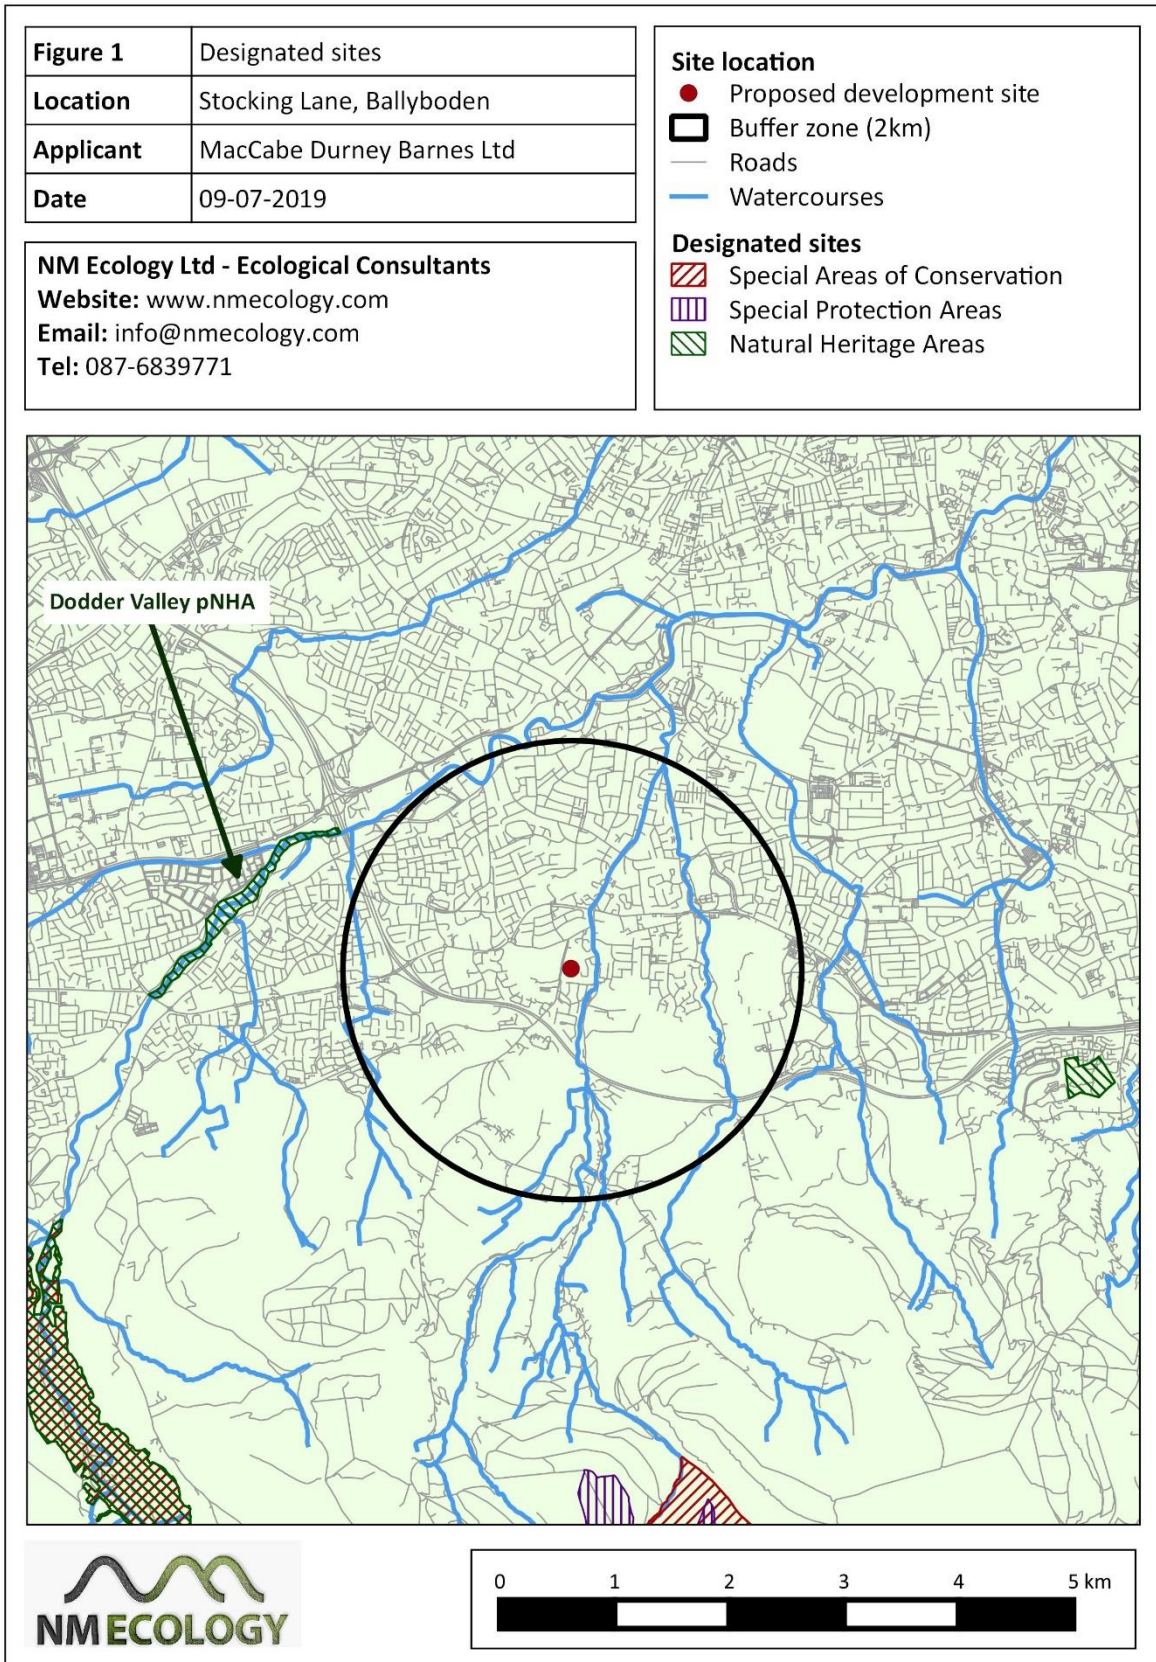 Figure 1 Designated sites
Location Stocking Lane, Ballyboden
Applicant MacCabe Durney Barnes Ltd
Date 09-07-2019
NM Ecology Ltd - Ecological Consultants
Website: www.nmecology.com
Email: info@nmecology.com
Tel: 087-6839771
Site location
Proposed development site
Buffer zone (2km)
Roads
Watercourses
Designated sites
Special Areas of Conservation
Special Protection Areas
Natural Heritage Areas
Dodder Valley pNHA
NMECOLOGY
0 1 2 3 4 5 km